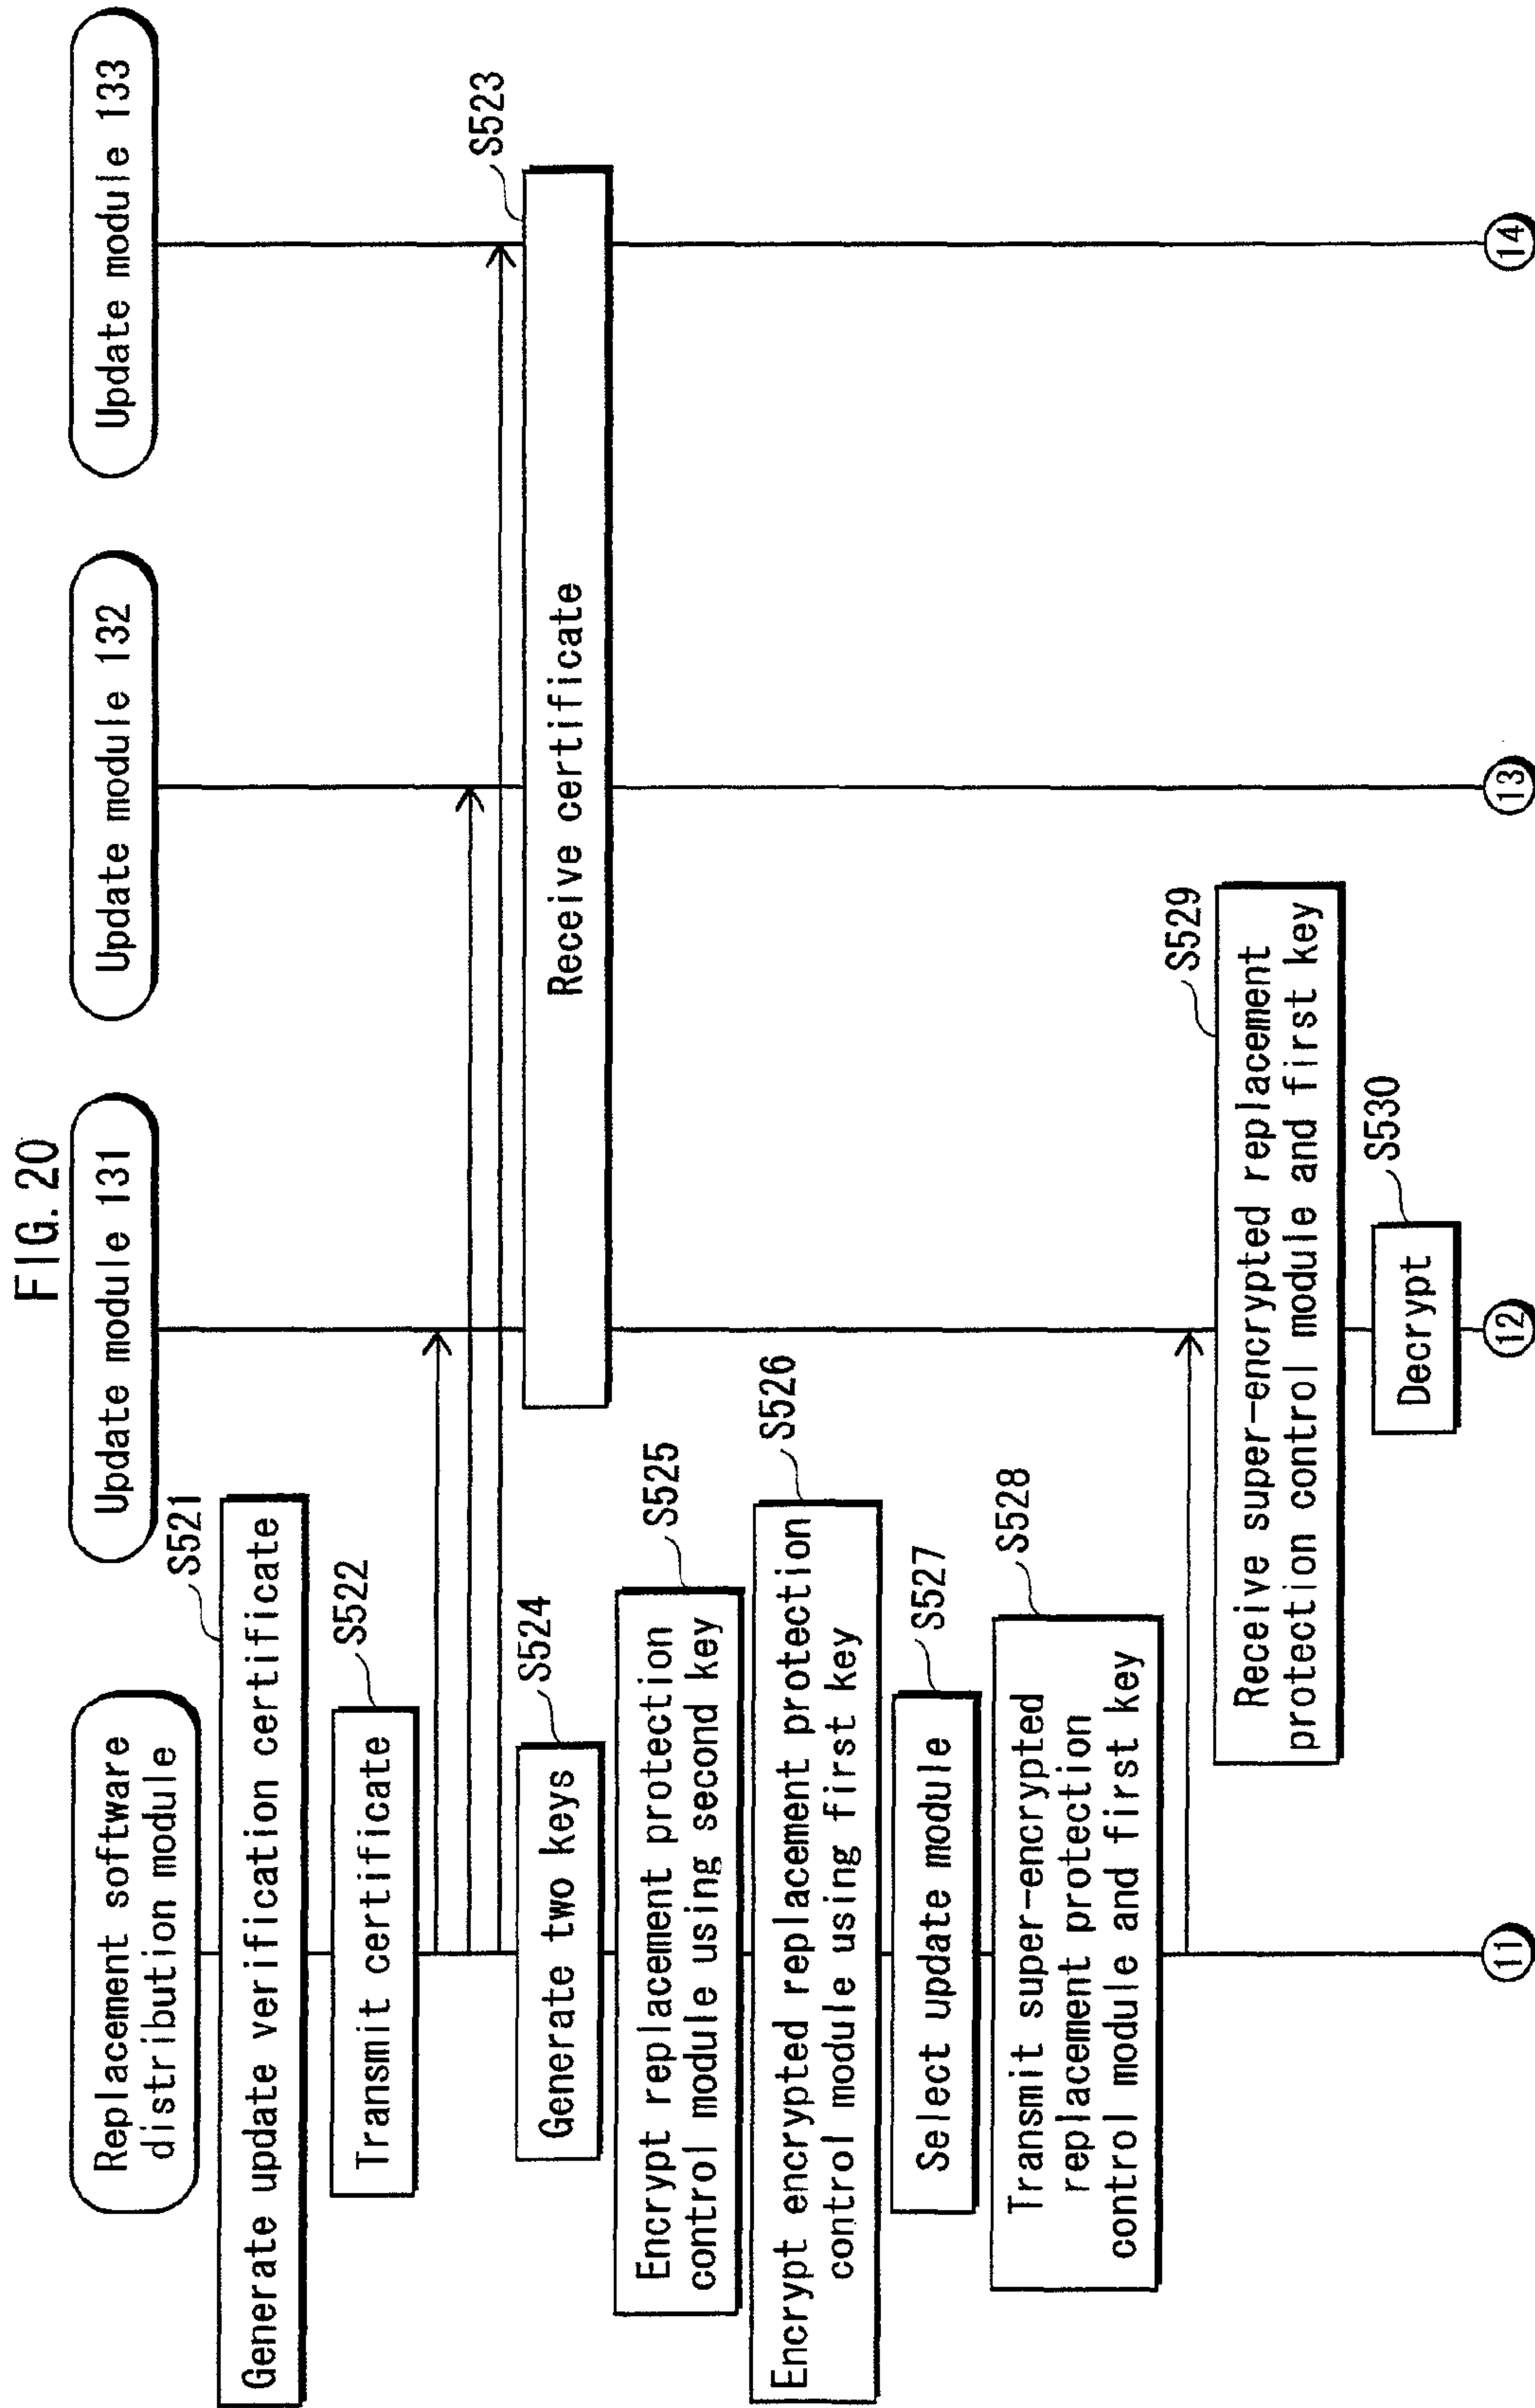 FIG. 20
Replacement software
distribution module
Update module 131
Update module 132
Update module 133
S521
Generate update verification certificate
S522
Transmit certificate
S523
Receive certificate
S524
Generate two keys
S525
Encrypt replacement protection
control module using second key
S526
Encrypt encrypted replacement protection
control module using first key
S527
Select update module
S528
Transmit super-encrypted
replacement protection
control module and first key
S529
Receive super-encrypted replacement
protection control module and first key
S530
Decrypt
11
12
13
14